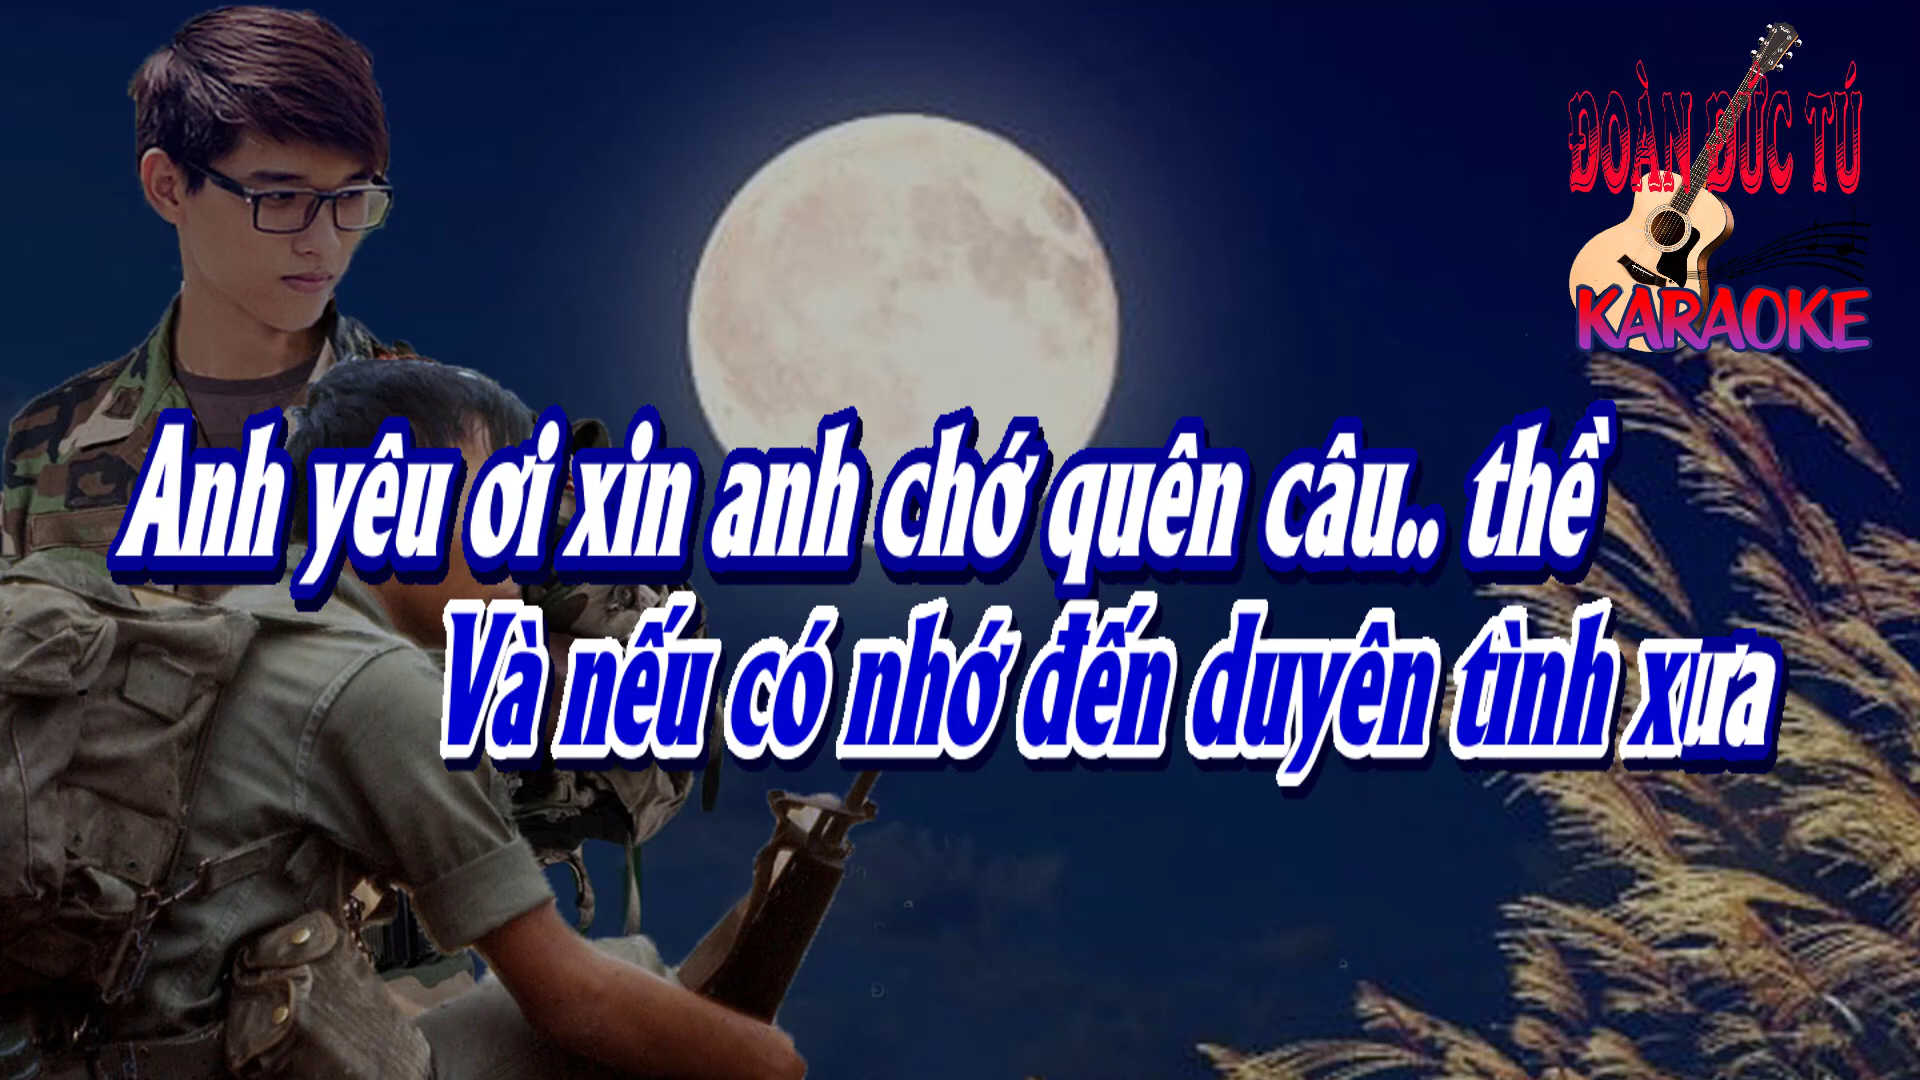 ĐOÀN ĐỨC TÚ
KARAOKE
Anh yêu ơi xin anh chớ quên câu.. thề
Và nếu có nhớ đến duyên tình xưa